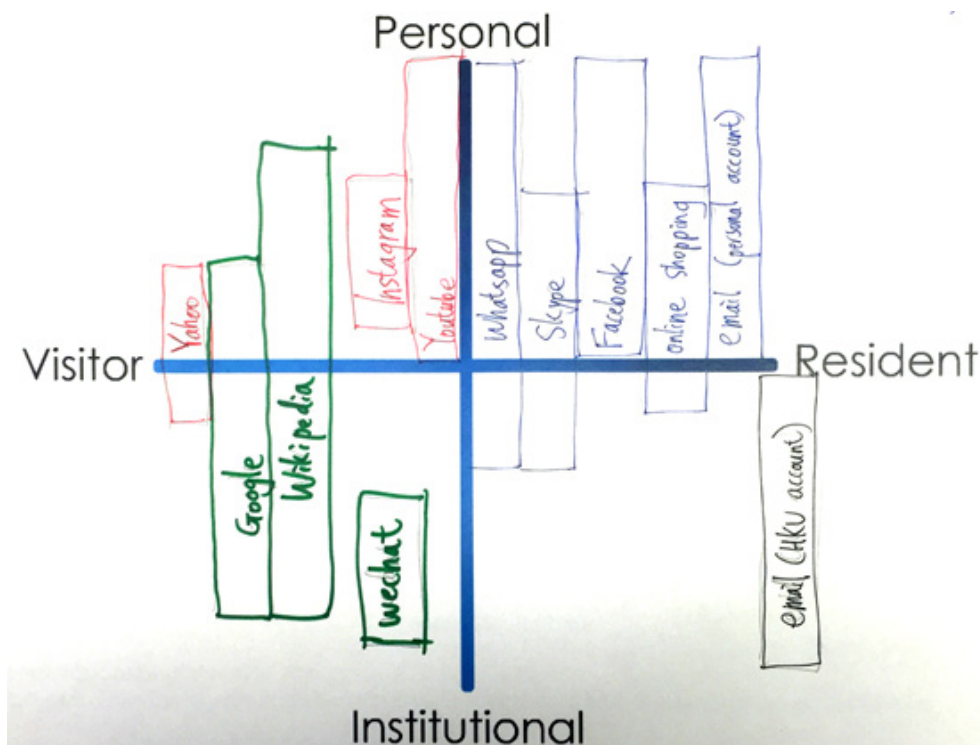 Personal
Visitor
Resident
Institutional
Yahoo
Google
Wikipedia
Instagram
Youtube
wechat
Whatsapp
Skype
Facebook
online shopping
email (personal account)
email (HKU account)